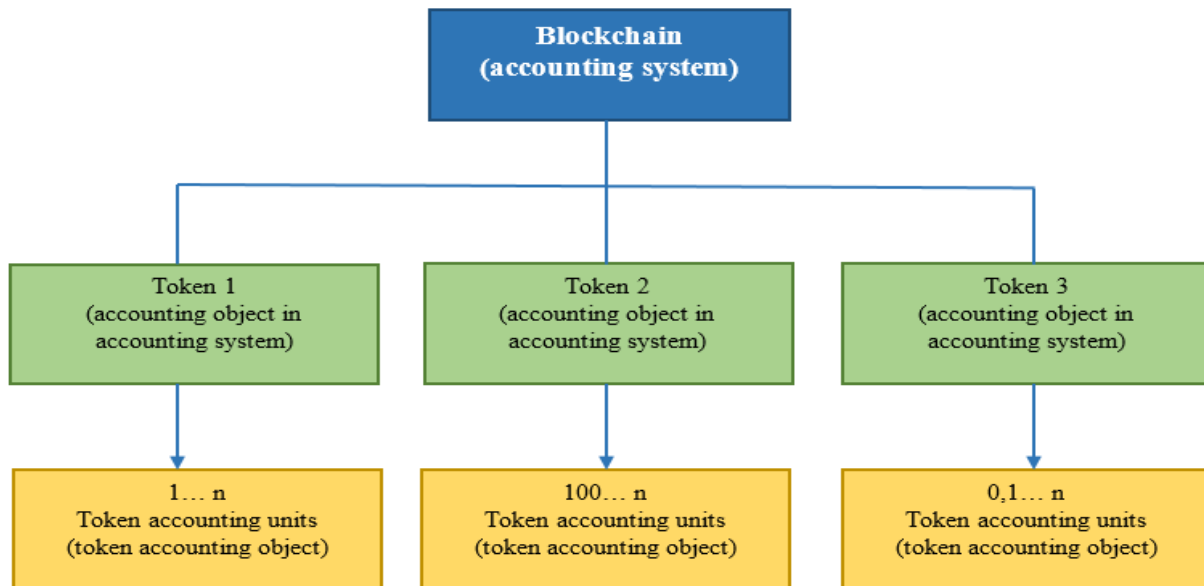 Blockchain
(accounting system)
Token 1
(accounting object in
accounting system)
Token 2
(accounting object in
accounting system)
Token 3
(accounting object in
accounting system)
1… n
Token accounting units
(token accounting object)
100… n
Token accounting units
(token accounting object)
0,1… n
Token accounting units
(token accounting object)